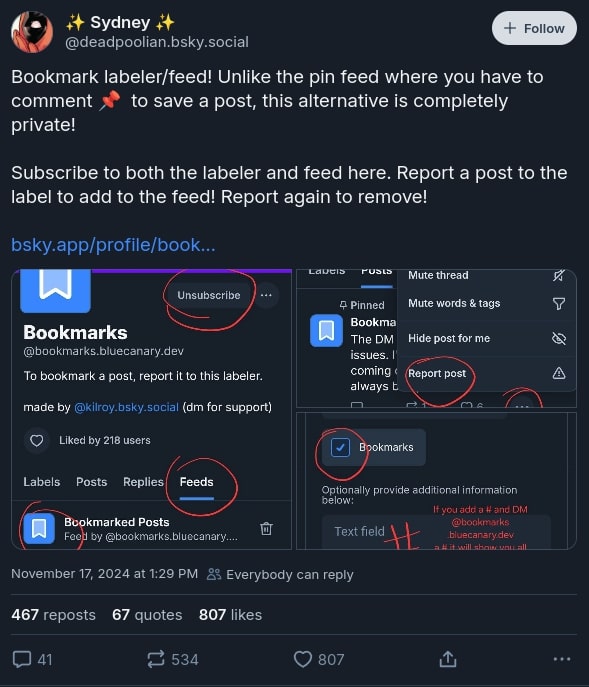 ✨ Sydney ✨
@deadpoolian.bsky.social
+ Follow
Bookmark labeler/feed! Unlike the pin feed where you have to
comment 📌 to save a post, this alternative is completely
private!
Subscribe to both the labeler and feed here. Report a post to the
label to add to the feed! Report again to remove!
bsky.app/profile/book...
Unsubscribe
Bookmarks
@bookmarks.bluecanary.dev
To bookmark a post, report it to this labeler.
made by @kilroy.bsky.social (dm for support)
Liked by 218 users
Labels Posts Replies Feeds
Bookmarked Posts
Feed by @bookmarks.bluecanary....
Labels Posts
Pinned
Bookma
The DM
issues. I'
coming
always b
1 6
Mute thread
Mute words & tags
Hide post for me
Report post
Bookmarks
Optionally provide additional information
below:
Text field
#
If you add a # and DM
@bookmarks
.bluecanary.dev
a # it will show you all
November 17, 2024 at 1:29 PM Everybody can reply
467 reposts 67 quotes 807 likes
41 534 807